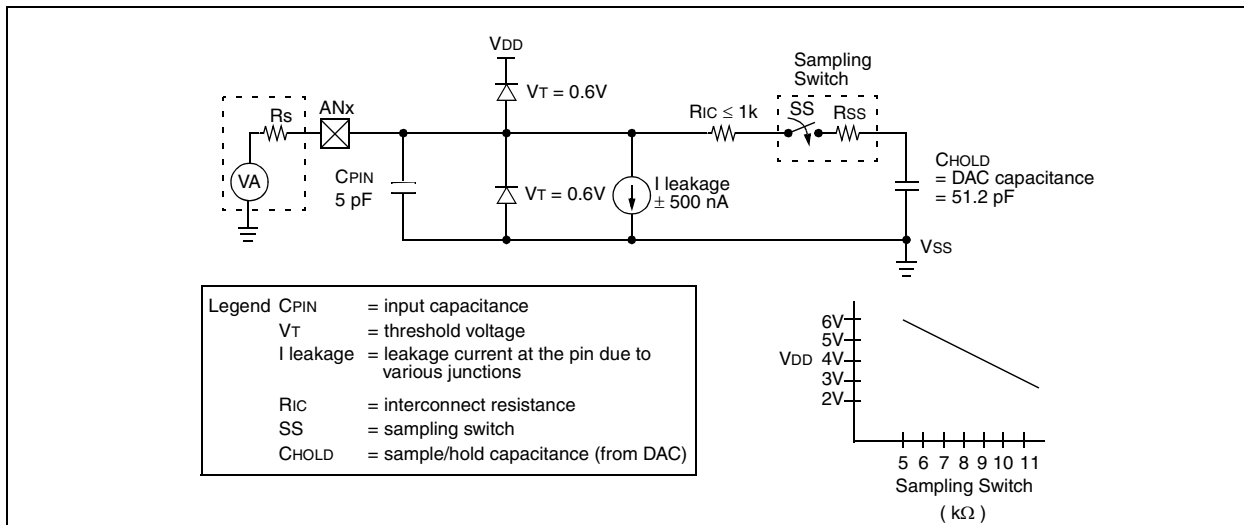 VDD
Sampling
Switch
VT = 0.6V
Rs
ANx
RIC ≤ 1k
SS
RSS
VA
CPIN
5 pF
VT = 0.6V
I leakage
± 500 nA
CHOLD
= DAC capacitance
= 51.2 pF
VSS
Legend CPIN = input capacitance
VT = threshold voltage
I leakage = leakage current at the pin due to
various junctions
RIC = interconnect resistance
SS = sampling switch
CHOLD = sample/hold capacitance (from DAC)
6V
5V
VDD 4V
3V
2V
5 6 7 8 9 10 11
Sampling Switch
( kΩ )